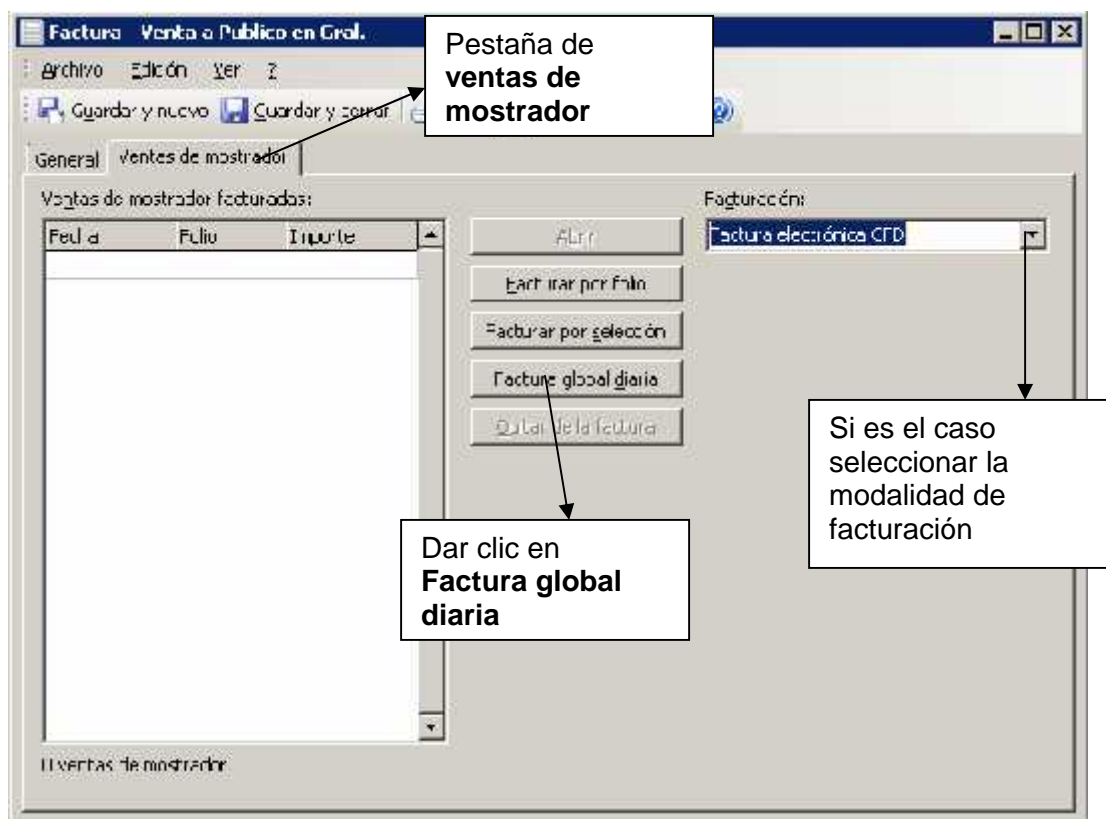 Factura Venta a Publico en Gral.
Archivo Edición Ver ?
Guardar y nuevo Guardar y cerrar
Pestaña de
ventas de
mostrador
General Ventas de mostrador
Ventas de mostrador facturadas:
Facturación:
Fecha Folio Importe
Abrir
Factura electrónica CFD
Facturar por folio
Facturar por selección
Factura global diaria
Quitar de la factura
Si es el caso
seleccionar la
modalidad de
facturación
Dar clic en
Factura global
diaria
0 ventas de mostrador